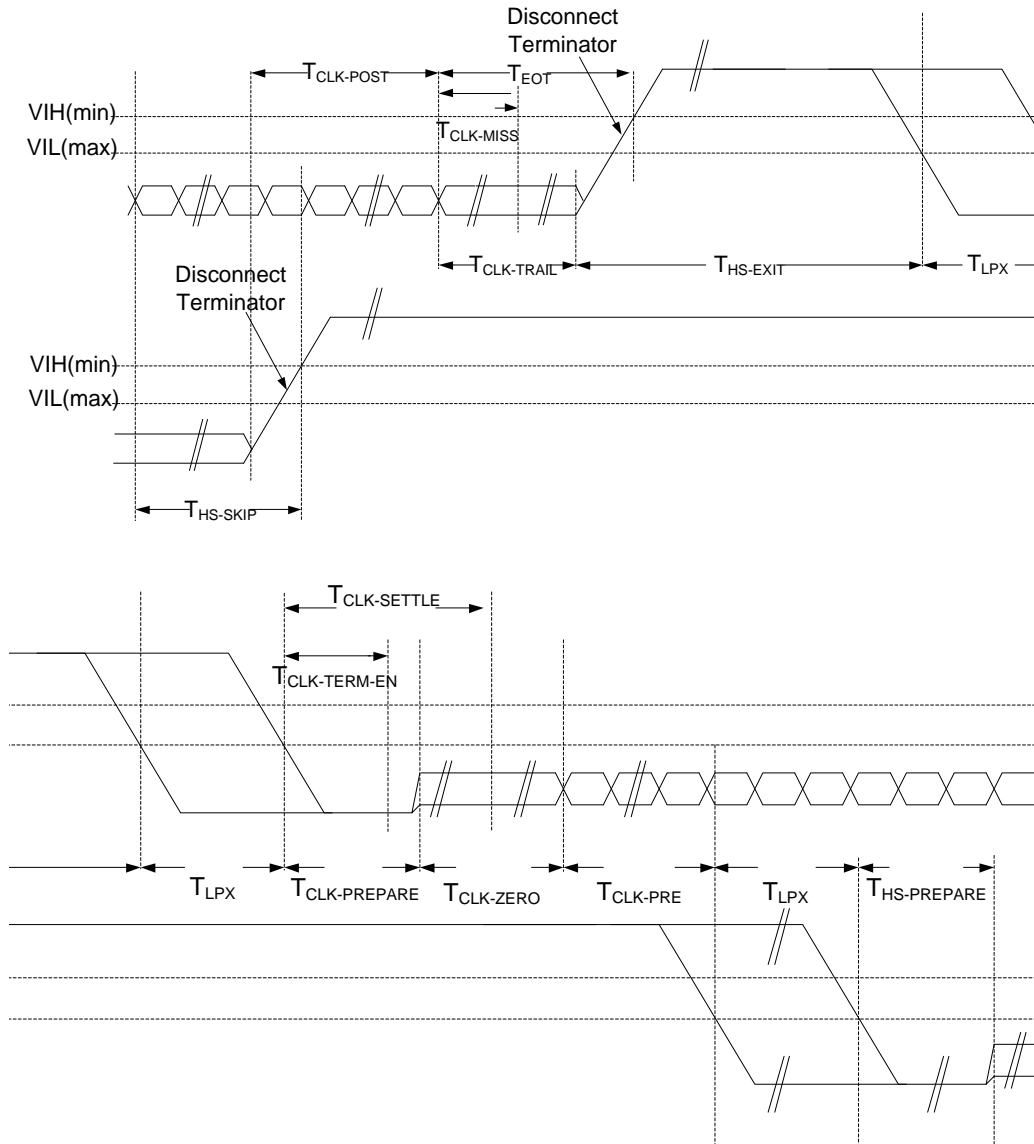 Disconnect
Terminator
TCLK-POST
TEOT
VIH(min)
TCLK-MISS
VIL(max)
TCLK-TRAIL
THS-EXIT
TLPX
Disconnect
Terminator
VIH(min)
VIL(max)
THS-SKIP
TCLK-SETTLE
TCLK-TERM-EN
TLPX
TCLK-PREPARE
TCLK-ZERO
TCLK-PRE
TLPX
THS-PREPARE